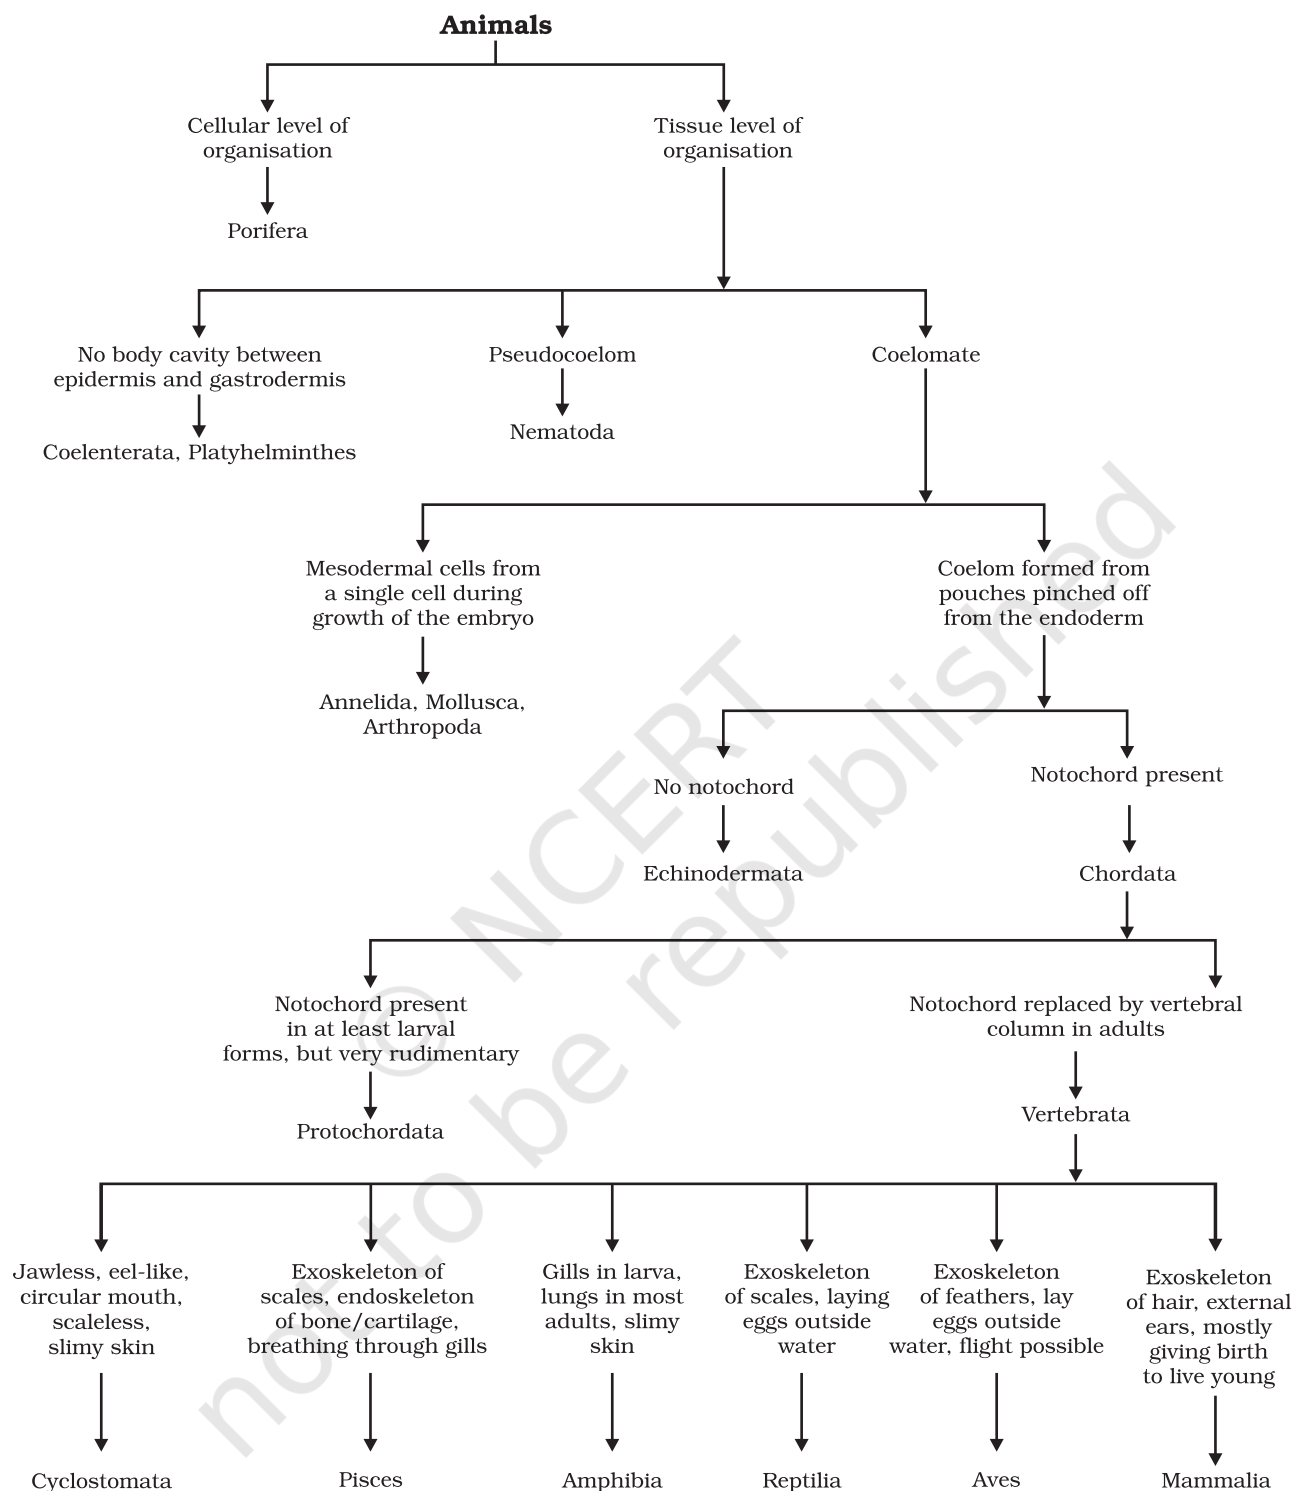 Animals
Cellular level of
organisation
Tissue level of
organisation
Porifera
No body cavity between
epidermis and gastrodermis
Pseudocoelom
Coelomate
Nematoda
Coelenterata, Platyhelminthes
Mesodermal cells from
a single cell during
growth of the embryo
Coelom formed from
pouches pinched off
from the endoderm
Annelida, Mollusca,
Arthropoda
No notochord
Notochord present
Echinodermata
Chordata
Notochord present
in at least larval
forms, but very rudimentary
Notochord replaced by vertebral
column in adults
Protochordata
Vertebrata
Jawless, eel-like,
circular mouth,
scaleless,
slimy skin
Exoskeleton of
scales, endoskeleton
of bone/cartilage,
breathing through gills
Gills in larva,
lungs in most
adults, slimy
skin
Exoskeleton
of scales, laying
eggs outside
water
Exoskeleton
of feathers, lay
eggs outside
water, flight possible
Exoskeleton
of hair, external
ears, mostly
giving birth
to live young
Cyclostomata
Pisces
Amphibia
Reptilia
Aves
Mammalia
© NCERT
not to be republished